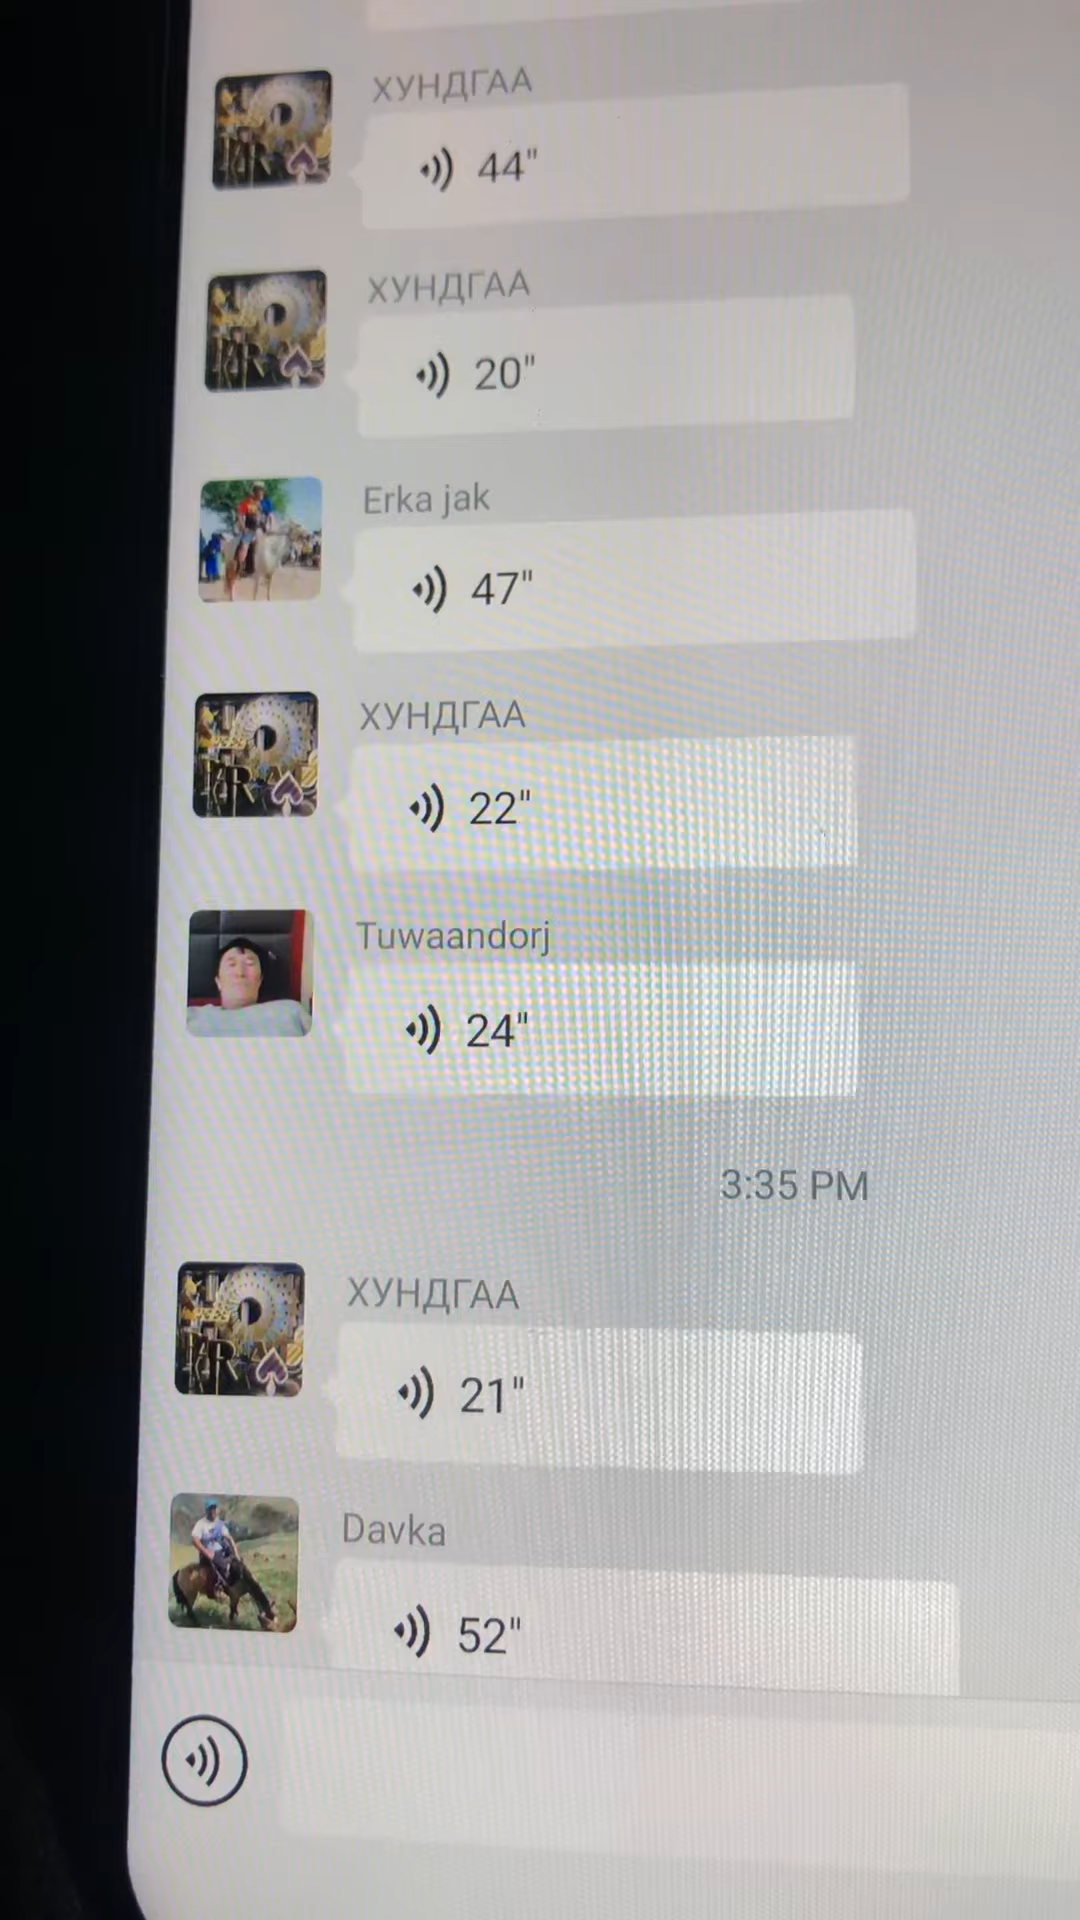 ХУНДГАА
44"
ХУНДГАА
20"
Erka jak
47"
ХУНДГАА
22"
Tuwaandorj
24"
3:35 PM
ХУНДГАА
21"
Davka
52"